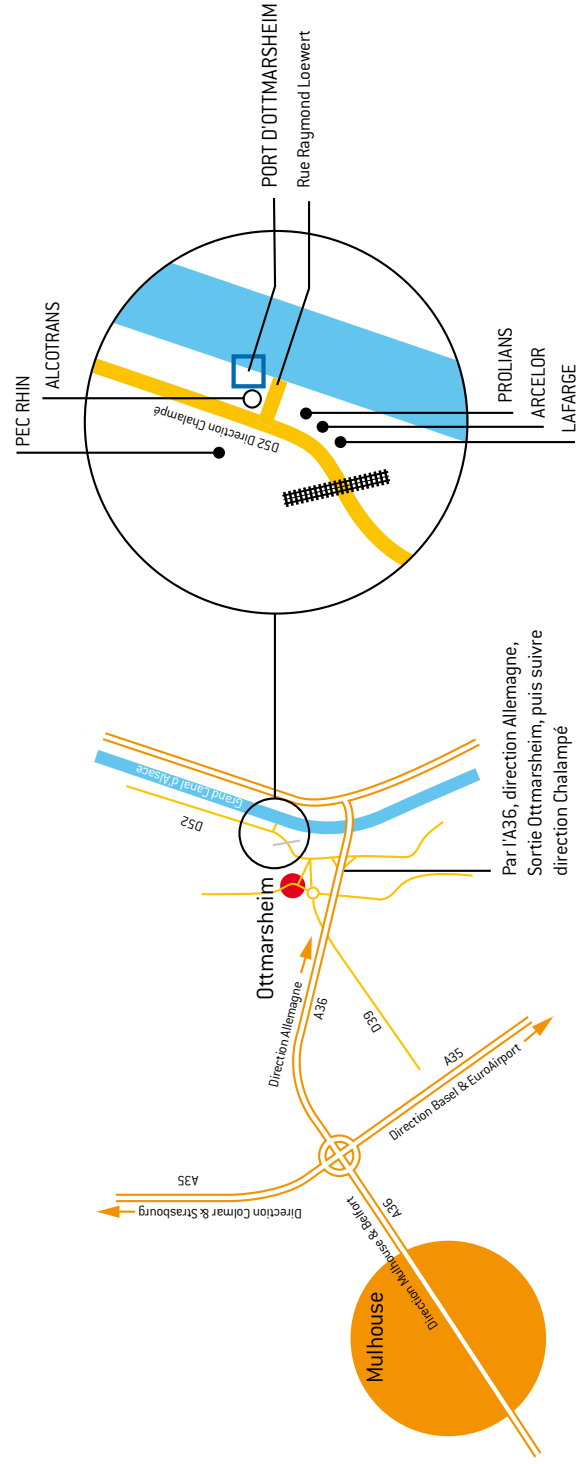 Mulhouse
Direction Mulhouse & Belfort
A36
Direction Colmar & Strasbourg
A35
A35
Direction Basel & EuroAirport
Direction Allemagne
A36
D39
Ottmarsheim
D52
Grand Canal d'Alsace
Par l'A36, direction Allemagne,
Sortie Ottmarsheim, puis suivre
direction Chalampé
PEC RHIN
ALCOTRANS
D52 Direction Chalampé
PORT D'OTTMARSHEIM
Rue Raymond Loewert
PROLIANS
ARCELOR
LAFARGE